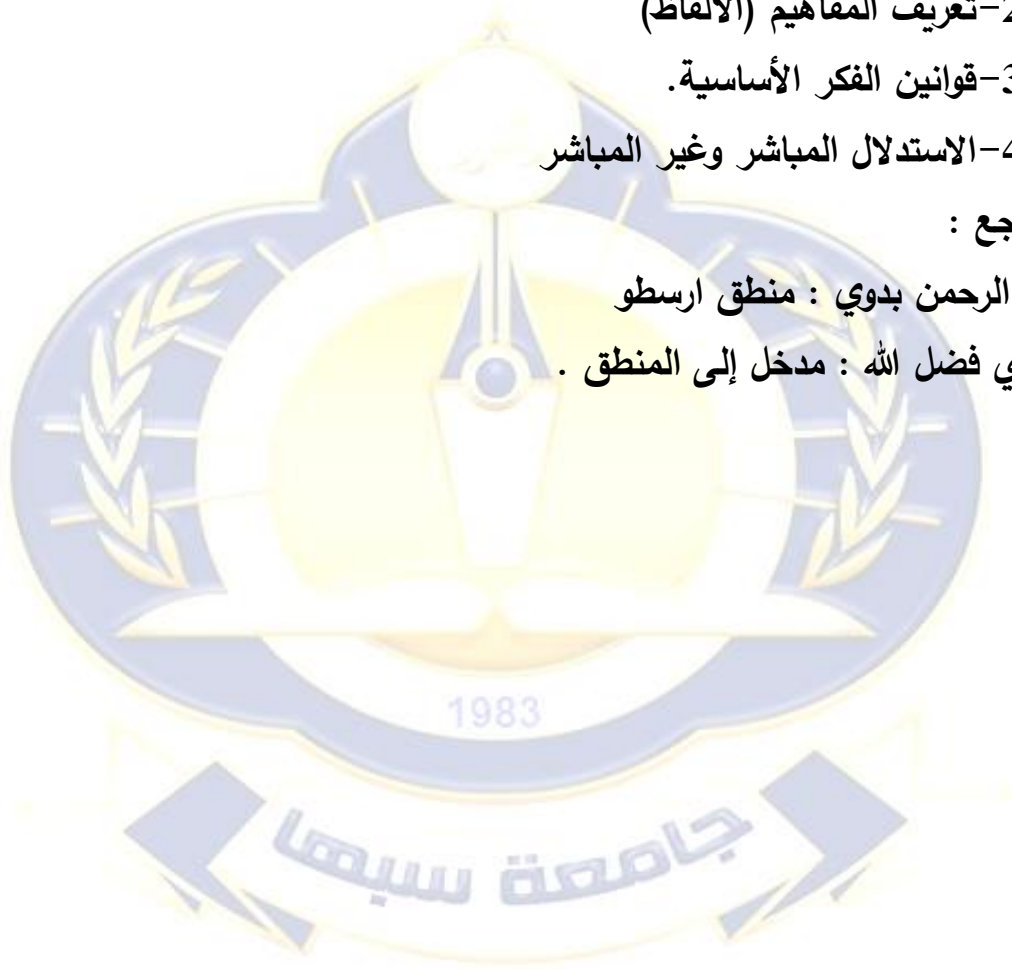 2-تعريف المفاهيم (الألفاظ)
3-قوانين الفكر الأساسية.
4-الاستدلال المباشر وغير المباشر
جع :
الرحمن بدوي : منطق ارسطو
ي فضل الله : مدخل إلى المنطق .
1983
جامعة سبها